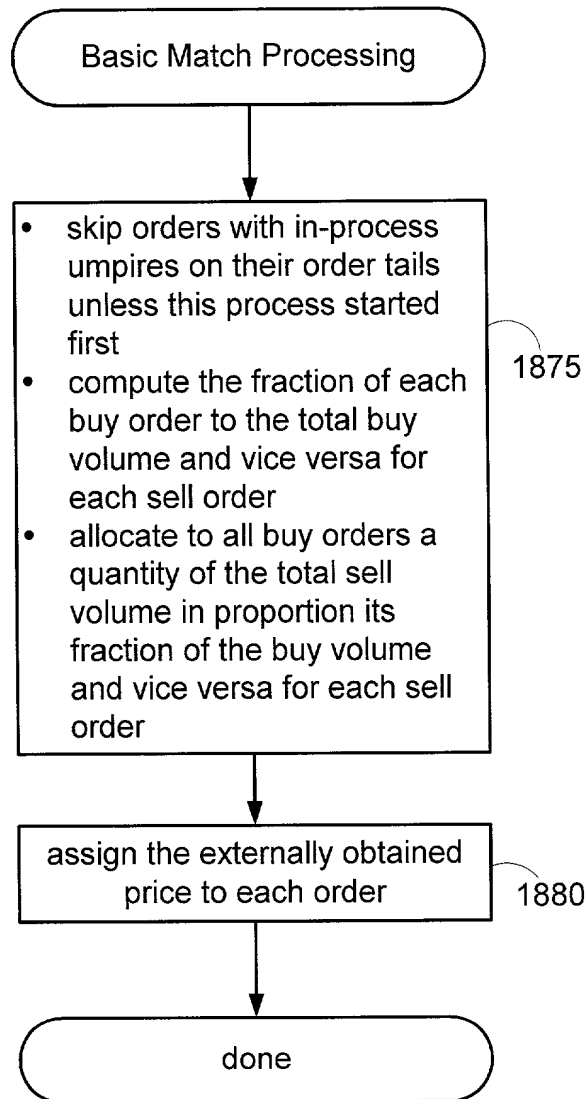 Basic Match Processing
• skip orders with in-process
umpires on their order tails
unless this process started
first
• compute the fraction of each
buy order to the total buy
volume and vice versa for
each sell order
• allocate to all buy orders a
quantity of the total sell
volume in proportion its
fraction of the buy volume
and vice versa for each sell
order
1875
assign the externally obtained
price to each order
1880
done